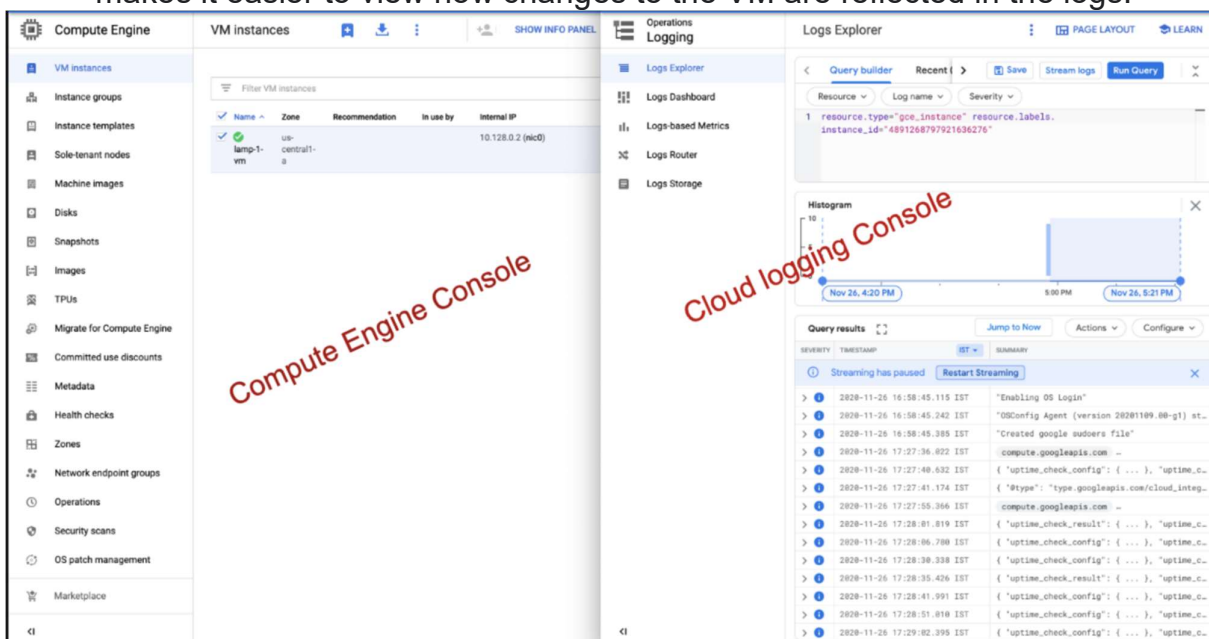 makes it easier to view how changes to the VM are reflected in the logs.
Compute Engine
VM instances
Instance groups
Instance templates
Sole-tenant nodes
Machine images
Disks
Snapshots
Images
TPUs
Migrate for Compute Engine
Committed use discounts
Metadata
Health checks
Zones
Network endpoint groups
Operations
Security scans
OS patch management
Marketplace
VM instances
SHOW INFO PANEL
Filter VM instances
Name Zone Recommendation In use by Internal IP
lamp-1-vm us-central1-a 10.128.0.2 (nic0)
Compute Engine Console
Operations
Logging
Logs Explorer
Logs Dashboard
Logs-based Metrics
Logs Router
Logs Storage
Cloud logging Console
Logs Explorer
PAGE LAYOUT LEARN
Query builder Recent ( Save Stream logs Run Query
Resource Log name Severity
1 resource.type="gce_instance" resource.labels.
instance_id="4891268797921636276"
Histogram
10
Nov 26, 4:20 PM 5:00 PM Nov 26, 5:21 PM
Query results Jump to Now Actions Configure
SEVERITY TIMESTAMP IST SUMMARY
Streaming has paused Restart Streaming
2020-11-26 16:58:45.115 IST "Enabling OS Login"
2020-11-26 16:58:45.242 IST "OSConfig Agent (version 20201109.00-g1) st…
2020-11-26 16:58:45.305 IST "Created google sudoers file"
2020-11-26 17:27:36.022 IST compute.googleapis.com …
2020-11-26 17:27:40.632 IST { "uptime_check_config": { ... }, "uptime_c…
2020-11-26 17:27:41.174 IST { "@type": "type.googleapis.com/cloud_integ…
2020-11-26 17:27:55.366 IST compute.googleapis.com …
2020-11-26 17:28:01.819 IST { "uptime_check_result": { ... }, "uptime_c…
2020-11-26 17:28:06.700 IST { "uptime_check_config": { ... }, "uptime_c…
2020-11-26 17:28:30.338 IST { "uptime_check_config": { ... }, "uptime_c…
2020-11-26 17:28:35.426 IST { "uptime_check_result": { ... }, "uptime_c…
2020-11-26 17:28:41.991 IST { "uptime_check_config": { ... }, "uptime_c…
2020-11-26 17:28:51.010 IST { "uptime_check_config": { ... }, "uptime_c…
2020-11-26 17:29:02.395 IST { "uptime_check_config": { ... }, "uptime_c…